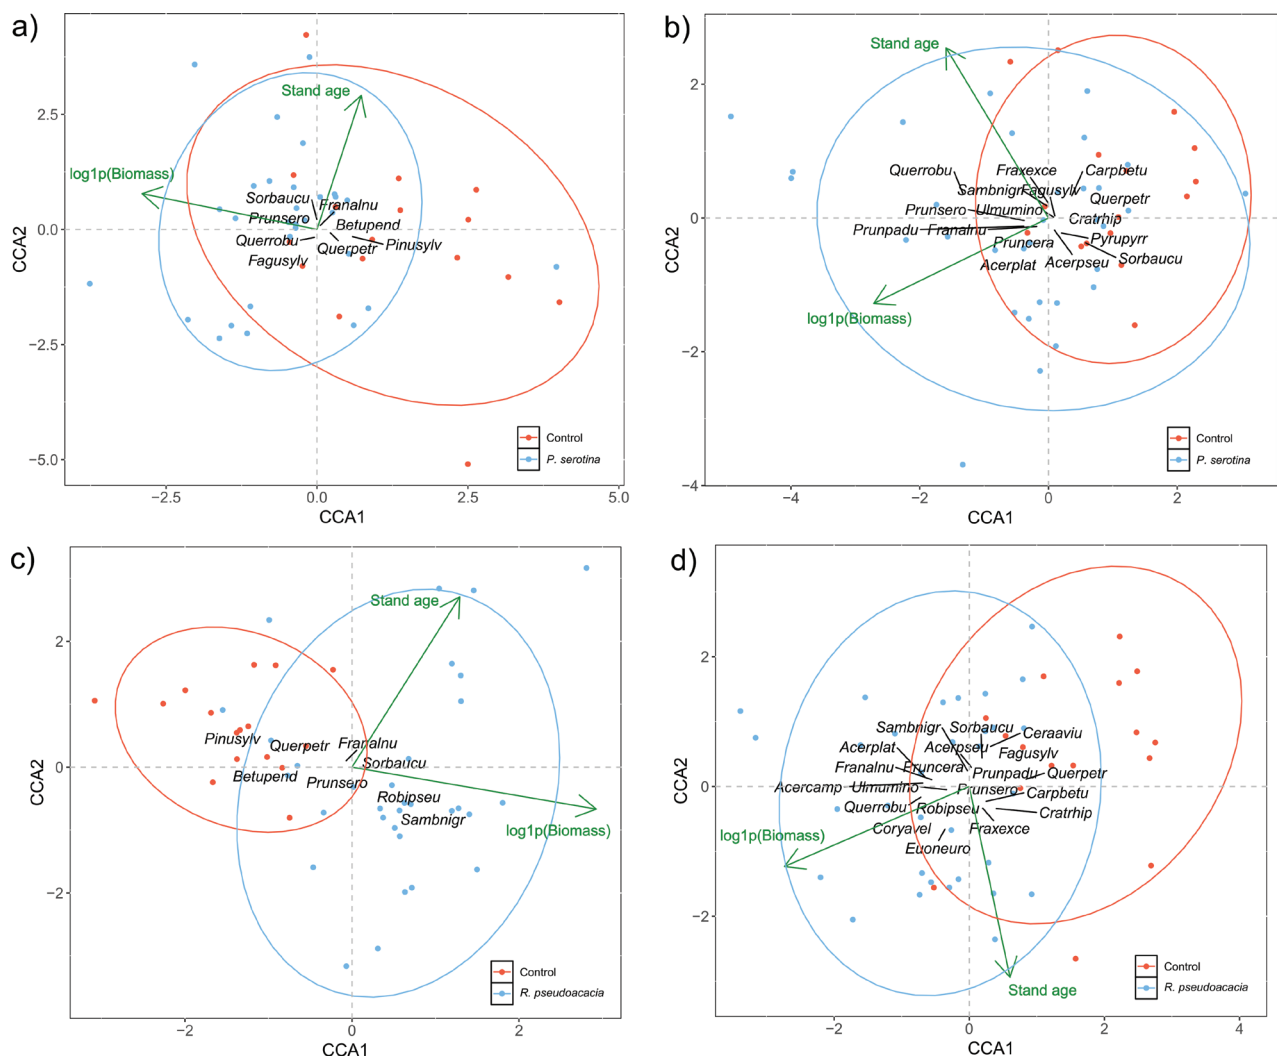 a)
2.5
0.0
−2.5
−5.0
CCA2
Stand age
log1p(Biomass)
Sorbaucu
Franalnu
Prunsero
Betupend
Querrobu
Querpetr
Pinusylv
Fagusylv
Control
P. serotina
−2.5
0.0
2.5
5.0
CCA1
b)
2
0
−2
−4
CCA2
Stand age
Querrobu
Fraxexce
Carpbetu
Sambnigr
Fagusylv
Querpetr
Prunsero
Ulmumino
Cratrhip
Prunpadu
Franalnu
Pyrupyrr
Pruncera
Sorbaucu
Acerplat
Acerpseu
log1p(Biomass)
Control
P. serotina
−4
−2
0
2
CCA1
c)
2
0
−2
CCA2
Stand age
Pinusylv
Querpetr
Franalnu
Sorbaucu
Betupend
Prunsero
Robipseu
Sambnigr
log1p(Biomass)
Control
R. pseudoacacia
−2
0
2
CCA1
d)
2
0
−2
CCA2
Sambnigr
Sorbaucu
Ceraaviu
Acerplat
Acerpseu
Fagusylv
Franalnu
Pruncera
Prunpadu
Querpetr
Acercamp
Ulmumino
Prunsero
Carpbetu
Querrobu
Robipseu
Cratrhip
Coryavel
Fraxexce
Euoneuro
log1p(Biomass)
Stand age
Control
R. pseudoacacia
−2
0
2
4
CCA1